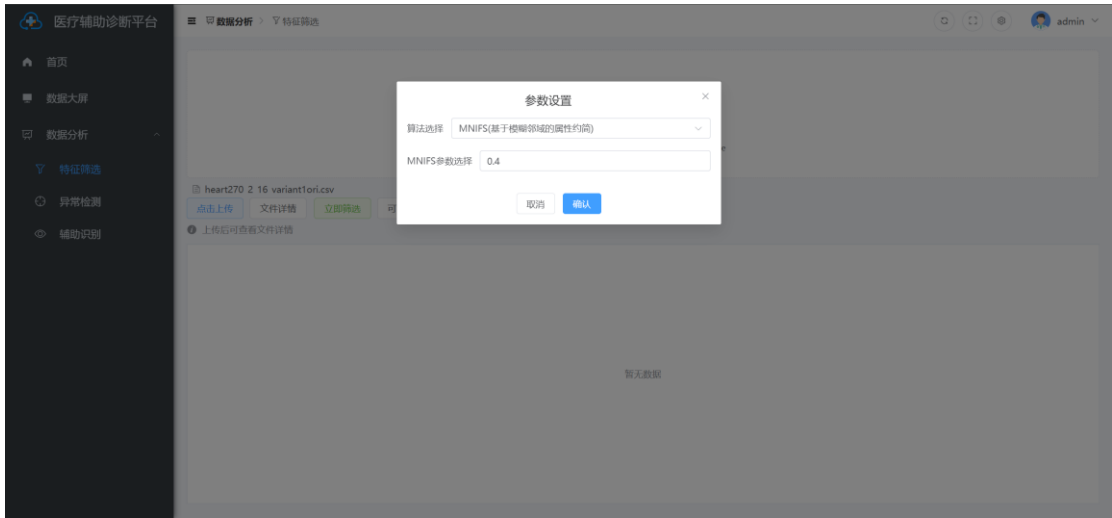 医疗辅助诊断平台
数据分析 > 特征筛选
admin
首页
数据大屏
数据分析
特征筛选
异常检测
辅助识别
参数设置
算法选择 MNIFS(基于模糊邻域的属性约简)
MNIFS参数选择 0.4
取消 确认
heart270 2 16 variant1ori.csv
点击上传 文件详情 立即筛选 可
上传后可查看文件详情
暂无数据